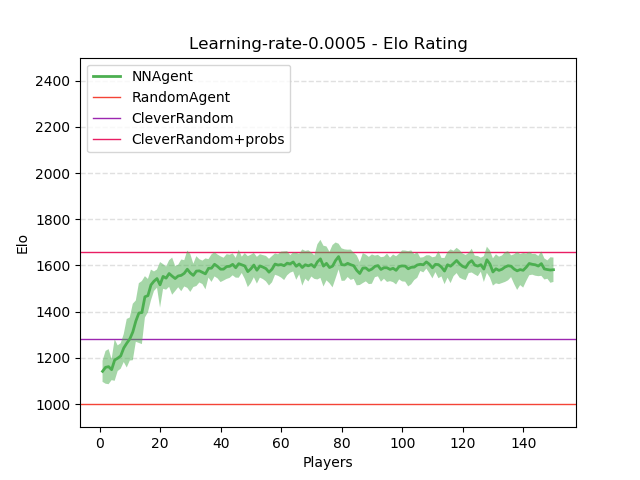 Learning-rate-0.0005 - Elo Rating
NNAgent
RandomAgent
CleverRandom
CleverRandom+probs
2400
2200
2000
1800
1600
1400
1200
1000
Elo
0 20 40 60 80 100 120 140
Players